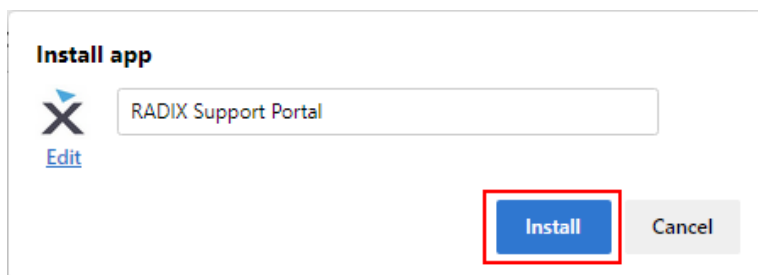 Install app
RADIX Support Portal
Edit
Install
Cancel